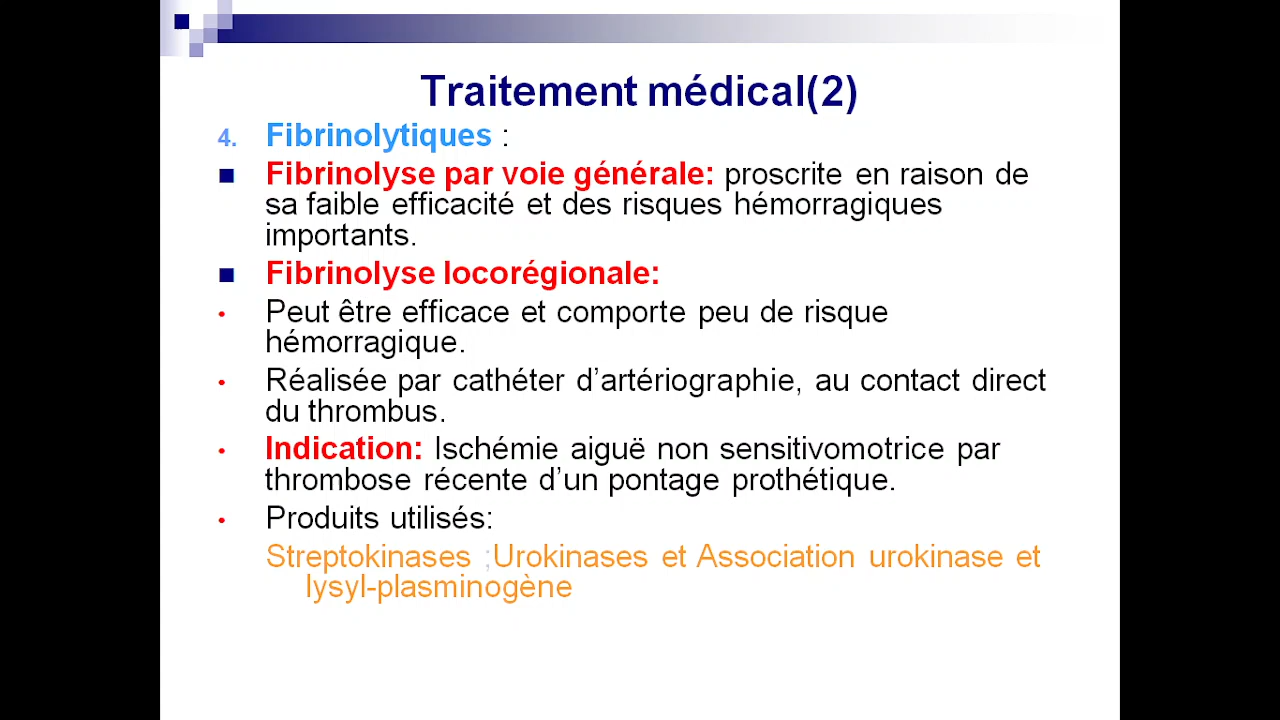 Traitement médical(2)
4. Fibrinolytiques :
■ Fibrinolyse par voie générale: proscrite en raison de
sa faible efficacité et des risques hémorragiques
importants.
■ Fibrinolyse locorégionale:
• Peut être efficace et comporte peu de risque
hémorragique.
• Réalisée par cathéter d’artériographie, au contact direct
du thrombus.
• Indication: Ischémie aiguë non sensitivomotrice par
thrombose récente d’un pontage prothétique.
• Produits utilisés:
Streptokinases ;Urokinases et Association urokinase et
lysyl-plasminogène